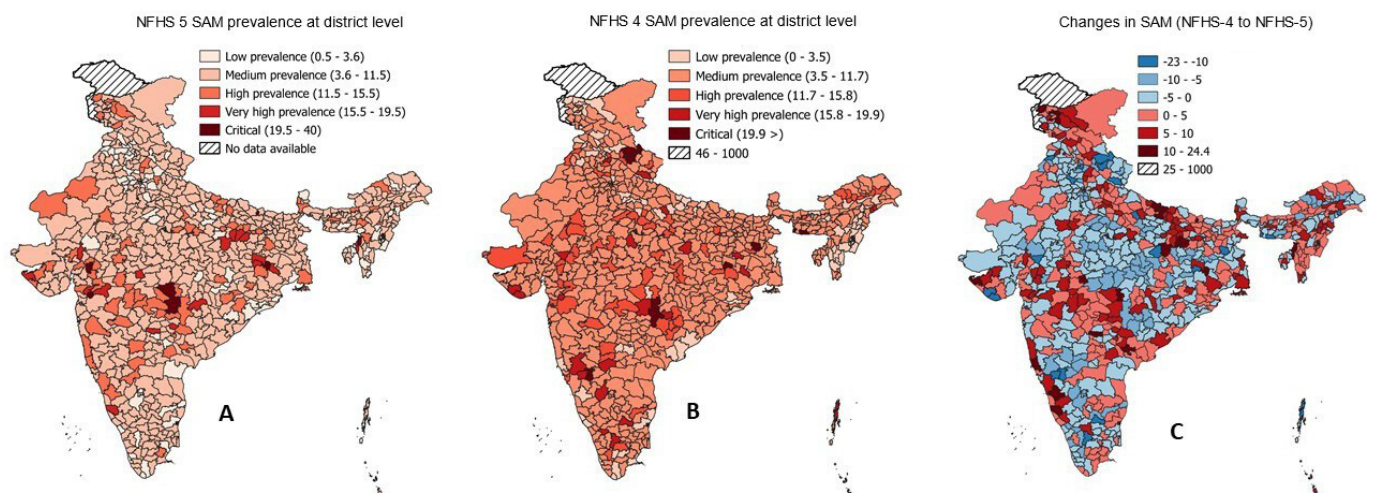 NFHS 5 SAM prevalence at district level
Low prevalence (0.5 - 3.6)
Medium prevalence (3.6 - 11.5)
High prevalence (11.5 - 15.5)
Very high prevalence (15.5 - 19.5)
Critical (19.5 - 40)
No data available
A
NFHS 4 SAM prevalence at district level
Low prevalence (0 - 3.5)
Medium prevalence (3.5 - 11.7)
High prevalence (11.7 - 15.8)
Very high prevalence (15.8 - 19.9)
Critical (19.9 >)
46 - 1000
B
Changes in SAM (NFHS-4 to NFHS-5)
-23 - -10
-10 - -5
-5 - 0
0 - 5
5 - 10
10 - 24.4
25 - 1000
C